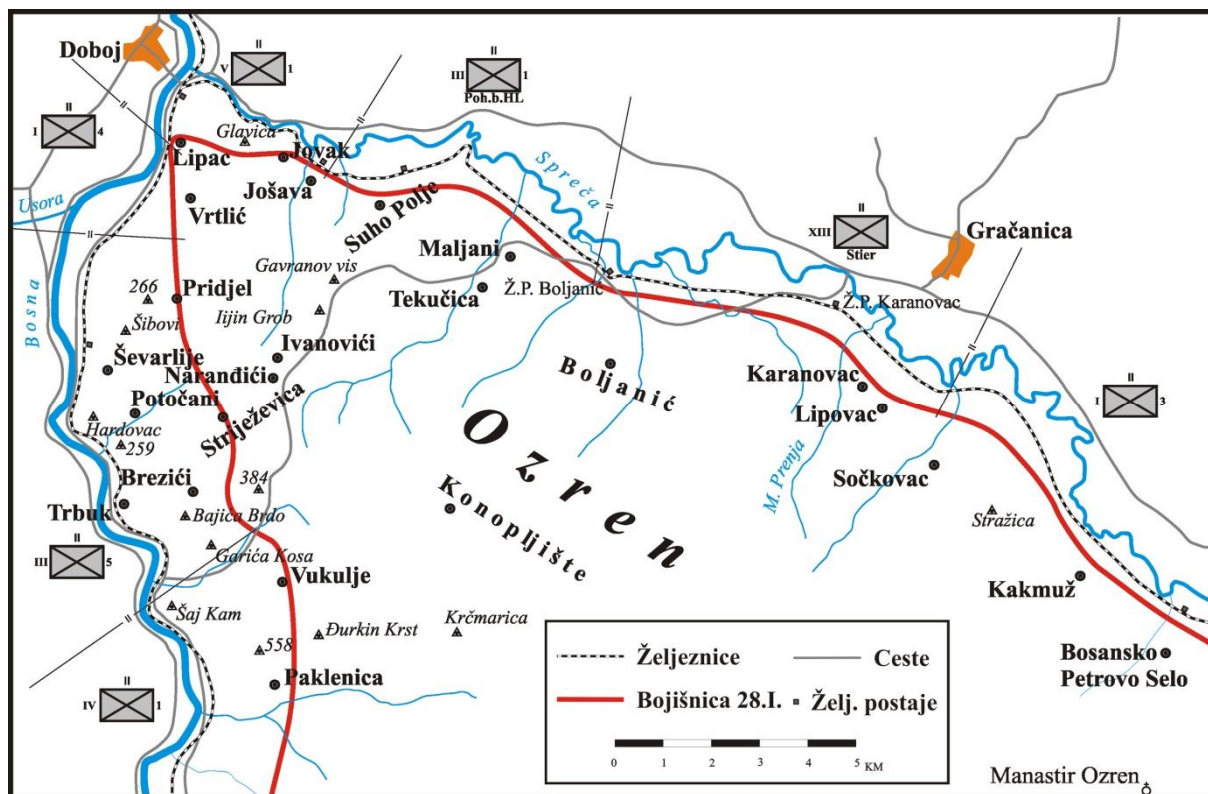 Doboj
II
V 1
II
III 1
Poh.b.HL
II
I 4
Glavica
Lipac
Jovak
Spreča
Usora
Jošava
Vrtlić
Suho Polje
II
XIII
Stier
Gračanica
Maljani
Gavranov vis
266
Pridjel
Tekučica
Ž.P. Boljanić
Ž.P. Karanovac
Bosna
Šibovi
Iijin Grob
Ivanovići
Ševarlije
Naranđići
Boljanić
Karanovac
II
I 3
Potočani
Striježevica
Lipovac
Hardovac
259
Ozren
M. Prenja
Brezići
384
Sočkovac
Trbuk
Bajića Brdo
Konopljište
Stražica
II
III 5
Garića Kosa
Vukulje
Kakmuž
Šaj Kam
Đurkin Krst
Krčmarica
558
Željeznice
Ceste
Bosansko
Petrovo Selo
Paklenica
Bojišnica 28.I.
Želj. postaje
II
IV 1
0 1 2 3 4 5 KM
Manastir Ozren